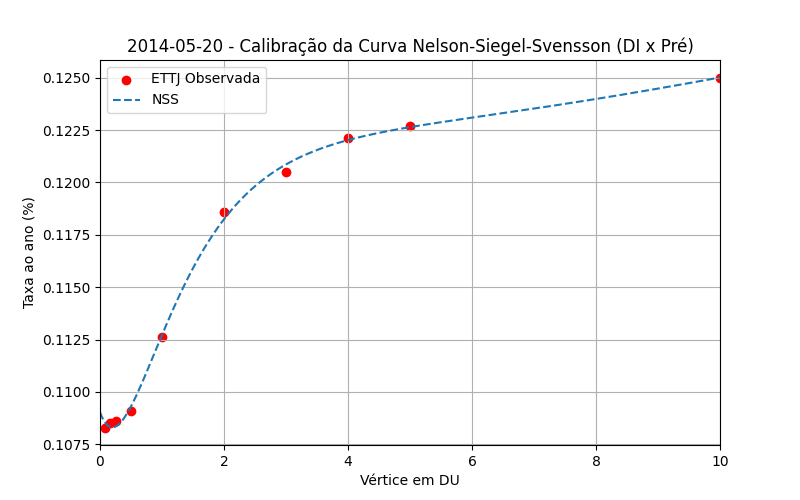 2014-05-20 - Calibração da Curva Nelson-Siegel-Svensson (DI x Pré)
ETTJ Observada
NSS
Taxa ao ano (%)
0.1250
0.1225
0.1200
0.1175
0.1150
0.1125
0.1100
0.1075
0 2 4 6 8 10
Vértice em DU